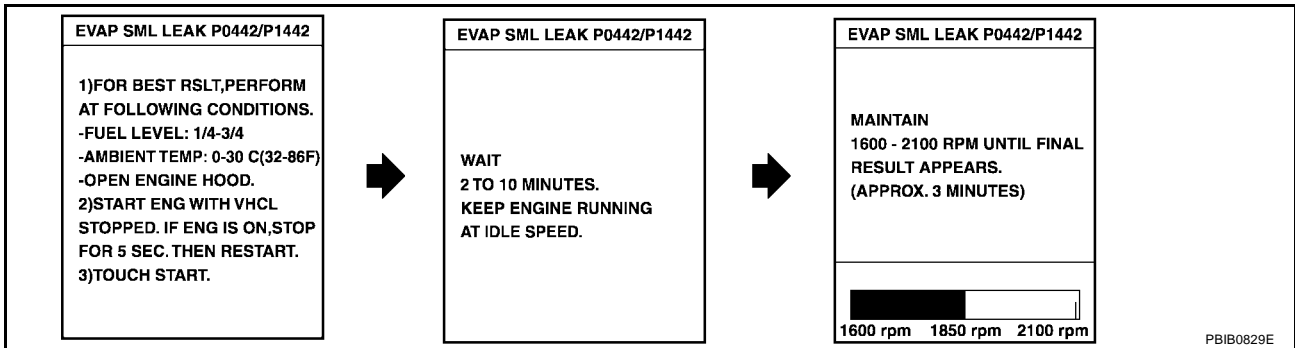 EVAP SML LEAK P0442/P1442
1)FOR BEST RSLT,PERFORM
AT FOLLOWING CONDITIONS.
-FUEL LEVEL: 1/4-3/4
-AMBIENT TEMP: 0-30 C(32-86F)
-OPEN ENGINE HOOD.
2)START ENG WITH VHCL
STOPPED. IF ENG IS ON,STOP
FOR 5 SEC. THEN RESTART.
3)TOUCH START.
EVAP SML LEAK P0442/P1442
WAIT
2 TO 10 MINUTES.
KEEP ENGINE RUNNING
AT IDLE SPEED.
EVAP SML LEAK P0442/P1442
MAINTAIN
1600 - 2100 RPM UNTIL FINAL
RESULT APPEARS.
(APPROX. 3 MINUTES)
1600 rpm 1850 rpm 2100 rpm
PBIB0829E